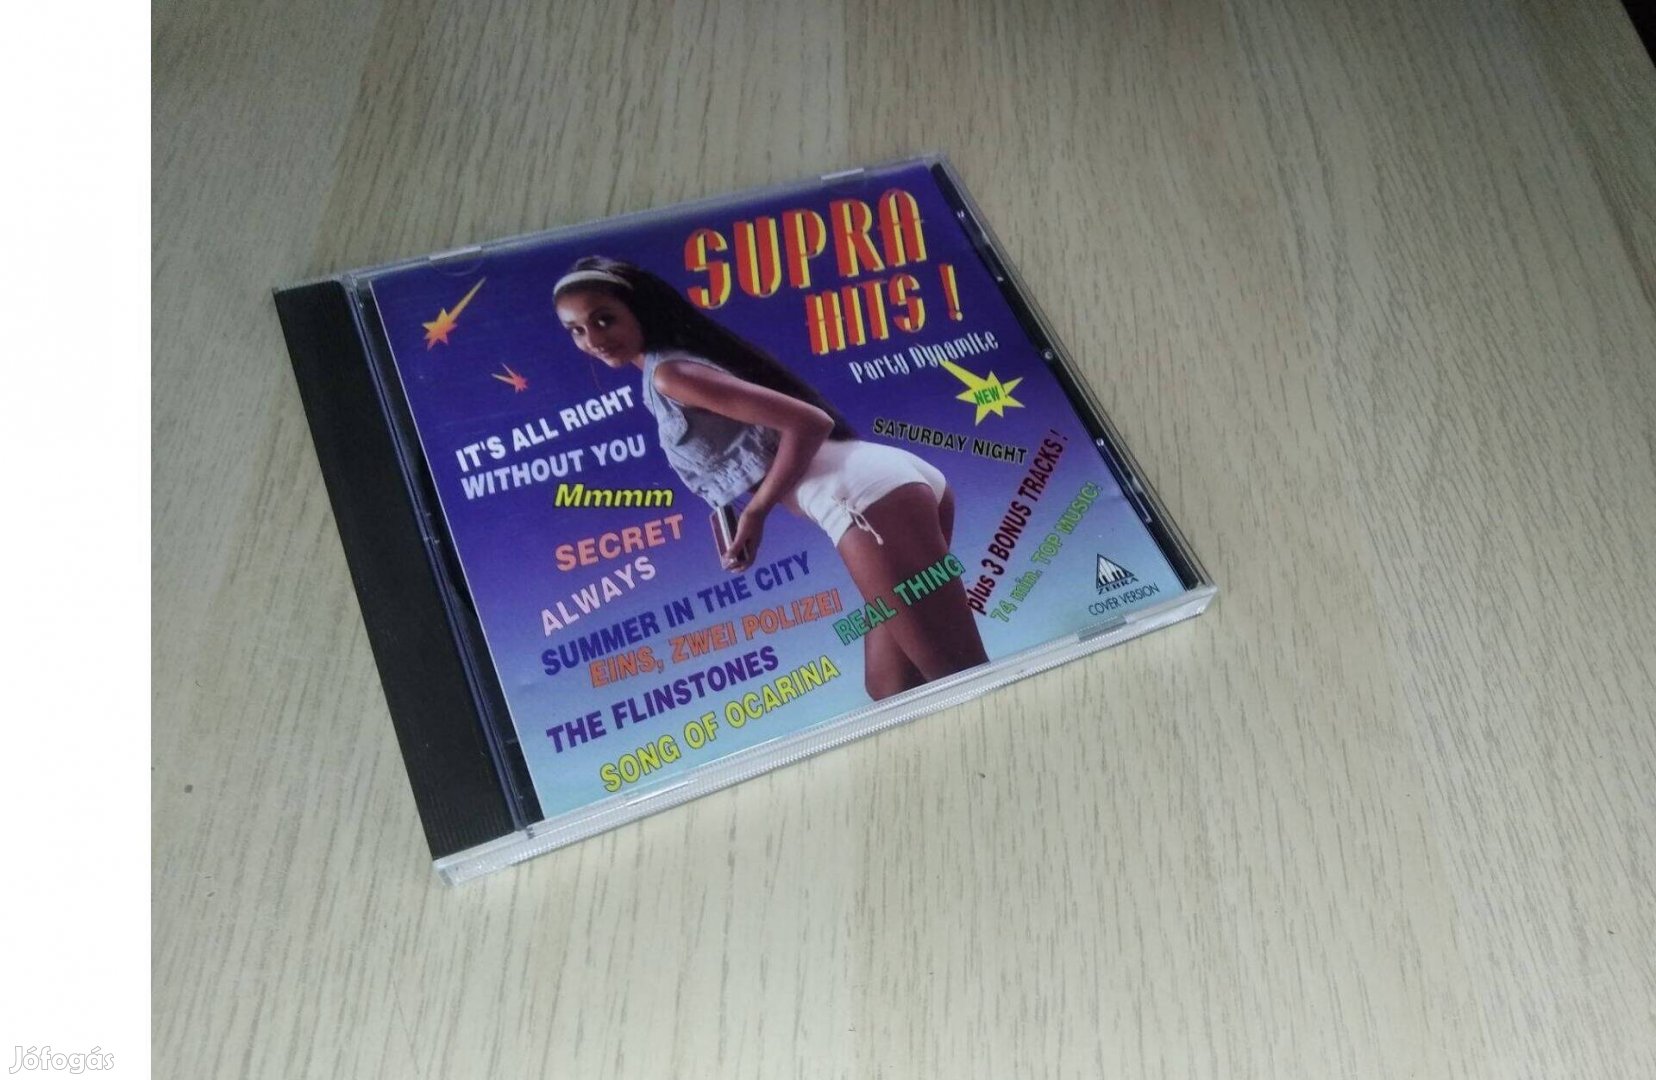 SUPRA
HITS !
Party Dynamite
NEW
IT'S ALL RIGHT
WITHOUT YOU
Mmmm
SECRET
ALWAYS
SUMMER IN THE CITY
EINS, ZWEI POLIZEI
THE FLINSTONES
SONG OF OCARINA
REAL THING
SATURDAY NIGHT
plus 3 BONUS TRACKS !
74 min. TOP MUSIC!
ZEBRA
COVER VERSION
Jófogás